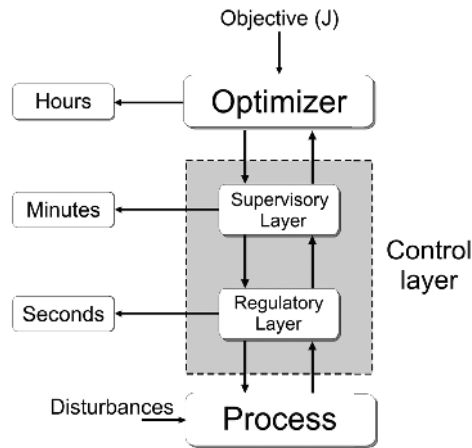 Objective (J)
Hours
Optimizer
Minutes
Supervisory
Layer
Control
layer
Seconds
Regulatory
Layer
Disturbances
Process